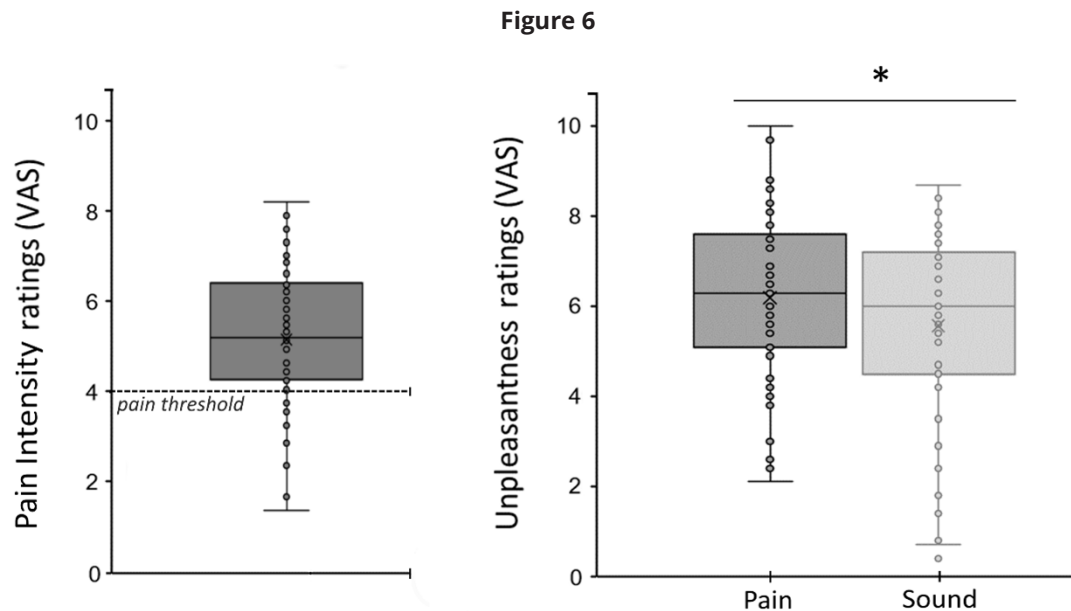 Figure 6
Pain Intensity ratings (VAS)
10
8
6
4
2
0
pain threshold
Unpleasantness ratings (VAS)
10
8
6
4
2
0
*
Pain
Sound